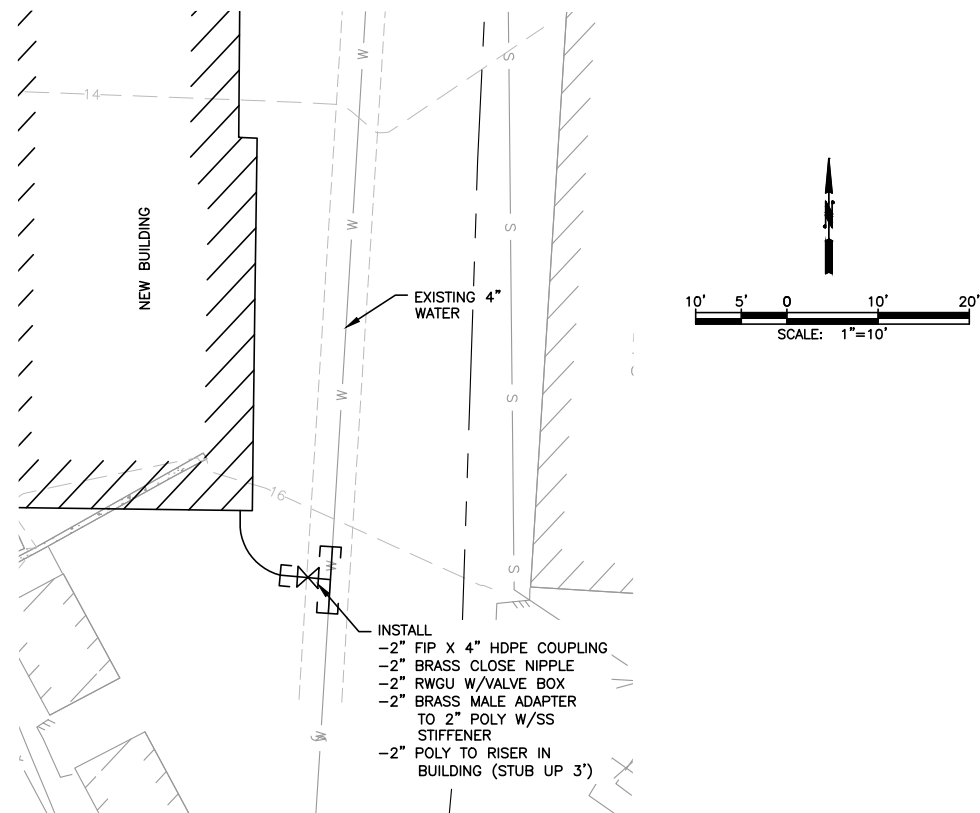 14
W
S
W
S
NEW BUILDING
EXISTING 4"
WATER
W
S
16
W
S
INSTALL
-2" FIP X 4" HDPE COUPLING
-2" BRASS CLOSE NIPPLE
-2" RWGU W/VALVE BOX
-2" BRASS MALE ADAPTER
TO 2" POLY W/SS
STIFFENER
-2" POLY TO RISER IN
BUILDING (STUB UP 3')
W
N
10' 5' 0 10' 20'
SCALE: 1"=10'